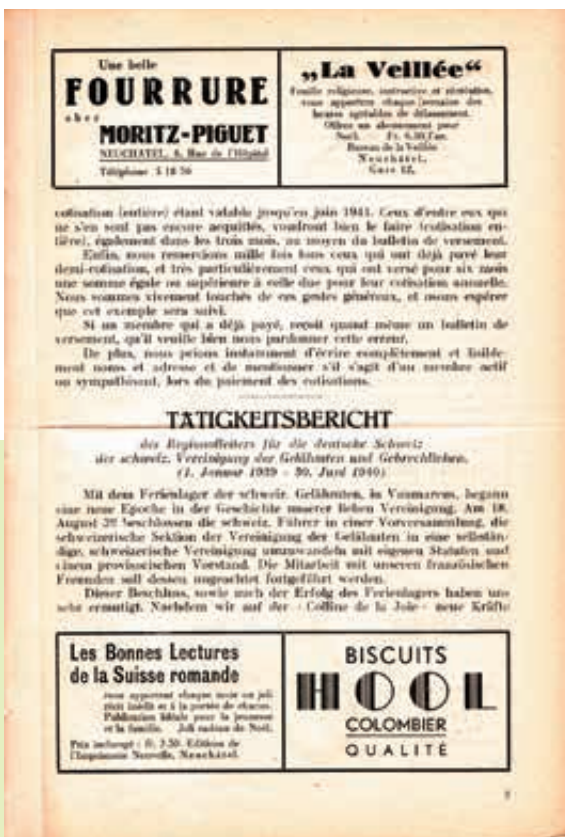 Une belle
FOURRURE
chez
MORITZ-PIGUET
NEUCHATEL, 6, Rue de l'Hôpital
Téléphone 5 18 50
„La Veillée“
Feuille religieuse, instructive et récréative,
vous apportera chaque semaine des
heures agréables de délassement.
Offrez un abonnement pour
Noël. Fr. 6.50 l'an.
Bureau de la Veillée
Neuchâtel,
Gare 12.
cotisation (entière) étant valable jusqu'en juin 1941. Ceux d'entre eux qui
ne s'en sont pas encore acquittés, voudront bien le faire (cotisation en-
tière), également dans les trois mois, au moyen du bulletin de versement.
Enfin, nous remercions mille fois tous ceux qui ont déjà payé leur
demi-cotisation, et très particulièrement ceux qui ont versé pour six mois
une somme égale ou supérieure à celle due pour leur cotisation annuelle.
Nous sommes vivement touchés de ces gestes généreux, et osons espérer
que cet exemple sera suivi.
Si un membre qui a déjà payé, reçoit quand même un bulletin de
versement, qu'il veuille bien nous pardonner cette erreur.
De plus, nous prions instamment d'écrire complètement et lisible-
ment noms et adresse et de mentionner s'il s'agit d'un membre actif
ou sympathisant, lors du paiement des cotisations.
TÄTIGKEITSBERICHT
des Regionalleiters für die deutsche Schweiz
der schweiz. Vereinigung der Gelähmten und Gebrechlichen.
(1. Januar 1939 - 30. Juni 1940)
Mit dem Ferienlager der schweiz. Gelähmten, in Vaumarcus, begann
eine neue Epoche in der Geschichte unserer lieben Vereinigung. Am 18.
August 39 beschlossen die schweiz. Führer in einer Vorversammlung, die
schweizerische Sektion der Vereinigung der Gelähmten in eine selbstän-
dige, schweizerische Vereinigung umzuwandeln mit eigenen Statuten und
einem provisorischen Vorstand. Die Mitarbeit mit unseren französischen
Freunden soll dessen ungeachtet fortgeführt werden.
Dieser Beschluss, sowie auch der Erfolg des Ferienlagers haben uns
sehr ermutigt. Nachdem wir auf der «Colline de la Joie» neue Kräfte
Les Bonnes Lectures
de la Suisse romande
vous apportent chaque mois un joli
récit inédit et à la portée de chacun.
Publication idéale pour la jeunesse
et la famille. Joli cadeau de Noël.
Prix : fr. 3.50. Editions de
l'Imprimerie Nouvelle, Neuchâtel.
BISCUITS
HOOL
COLOMBIER
QUALITÉ